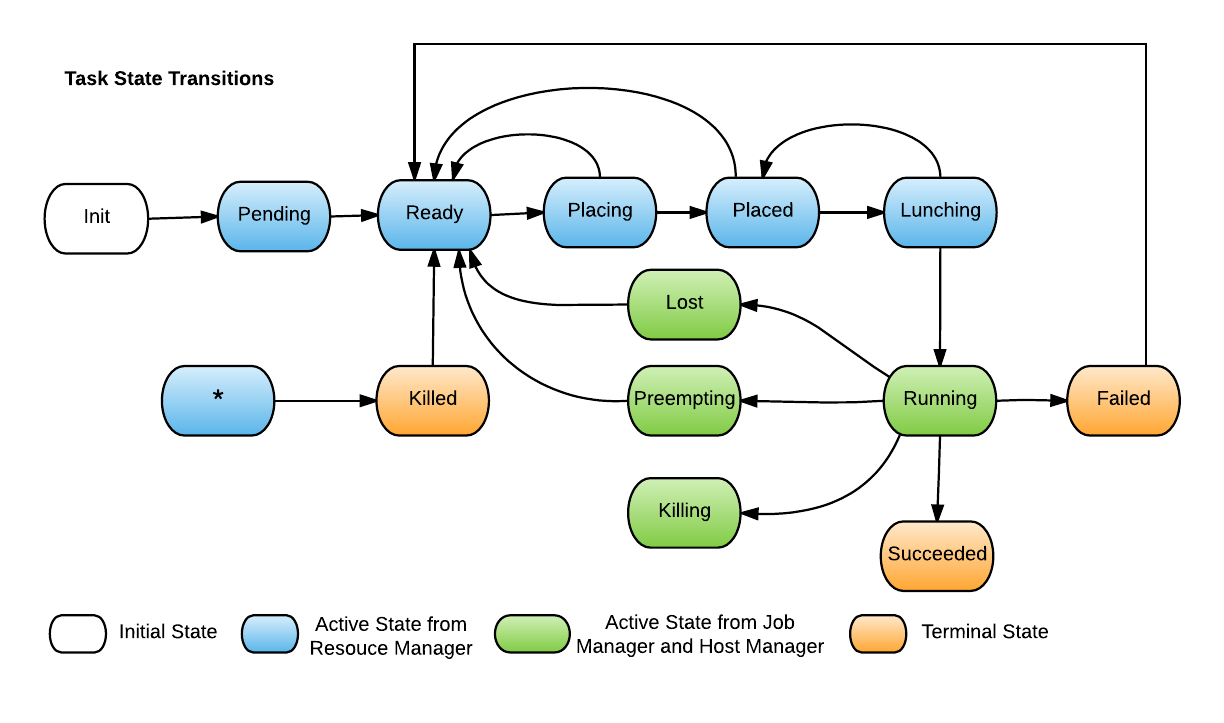 Task State Transitions
Init
Pending
Ready
Placing
Placed
Lunching
Lost
*
Killed
Preempting
Running
Failed
Killing
Succeeded
Initial State
Active State from
Resouce Manager
Active State from Job
Manager and Host Manager
Terminal State